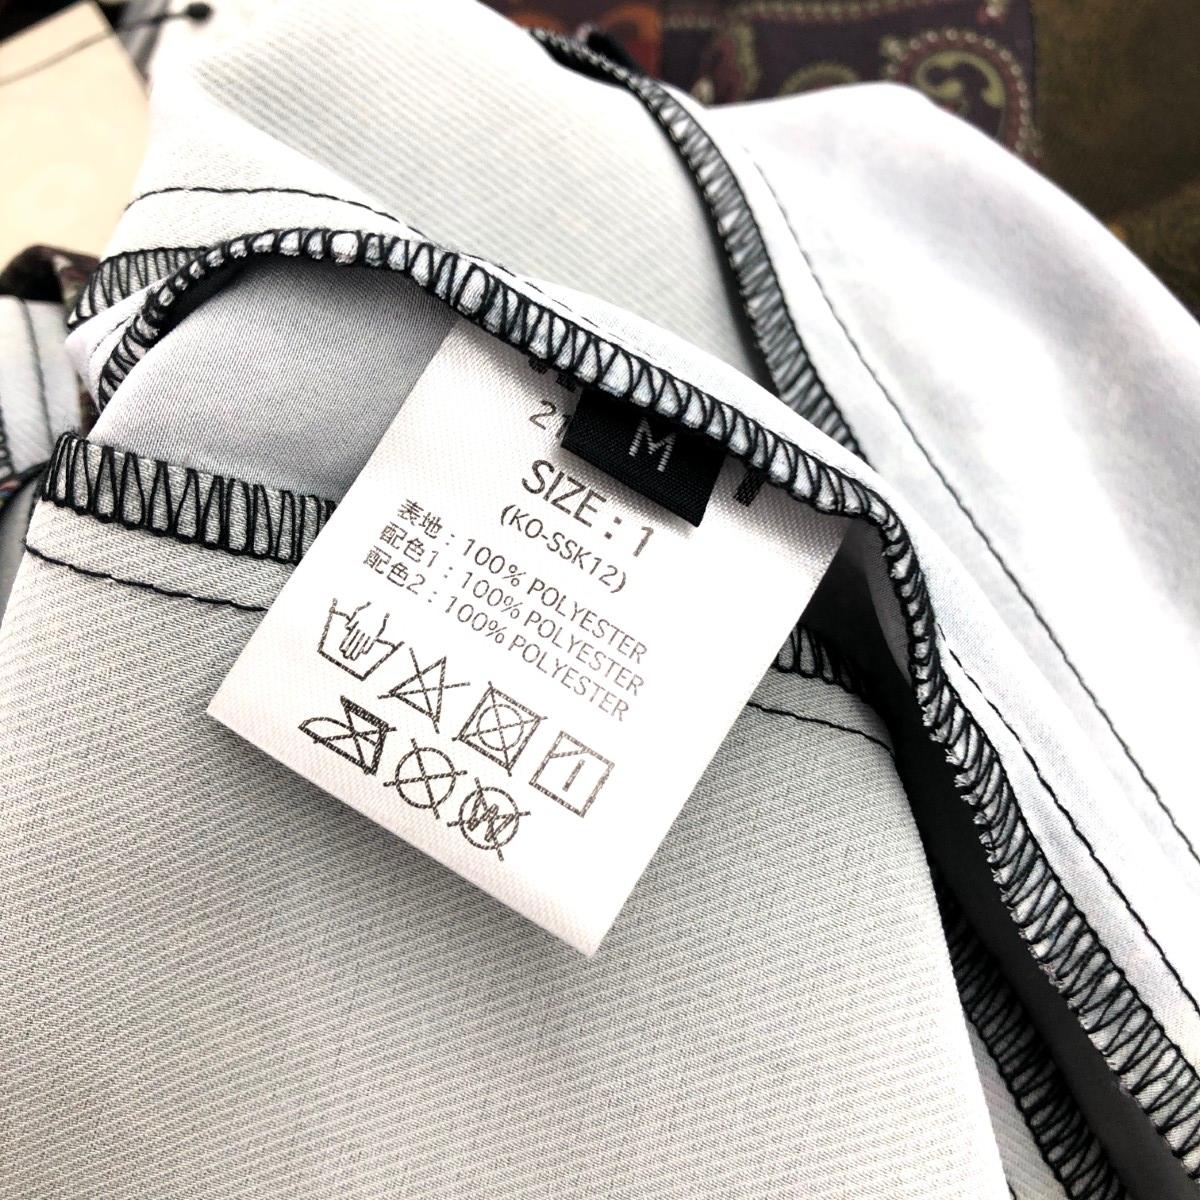 M
SIZE : 1
(KO-SSK12)
表地 : 100% POLYESTER
配色1 : 100% POLYESTER
配色2 : 100% POLYESTER